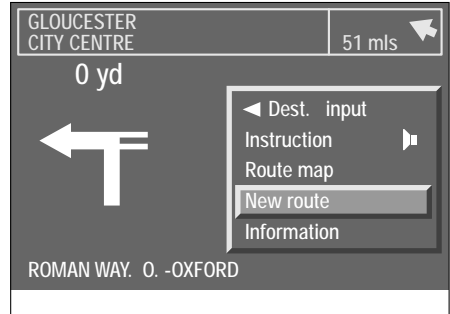 GLOUCESTER
CITY CENTRE
51 mls
0 yd
Dest. input
Instruction
Route map
New route
Information
ROMAN WAY. O. -OXFORD